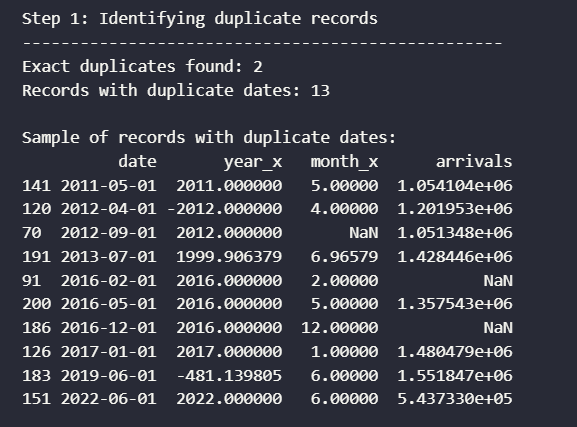 Step 1: Identifying duplicate records
--------------------------------------------------
Exact duplicates found: 2
Records with duplicate dates: 13
Sample of records with duplicate dates:
date year_x month_x arrivals
141 2011-05-01 2011.000000 5.00000 1.054104e+06
120 2012-04-01 -2012.000000 4.00000 1.201953e+06
70 2012-09-01 2012.000000 NaN 1.051348e+06
191 2013-07-01 1999.906379 6.96579 1.428446e+06
91 2016-02-01 2016.000000 2.00000 NaN
200 2016-05-01 2016.000000 5.00000 1.357543e+06
186 2016-12-01 2016.000000 12.00000 NaN
126 2017-01-01 2017.000000 1.00000 1.480479e+06
183 2019-06-01 -481.139805 6.00000 1.551847e+06
151 2022-06-01 2022.000000 6.00000 5.437330e+05